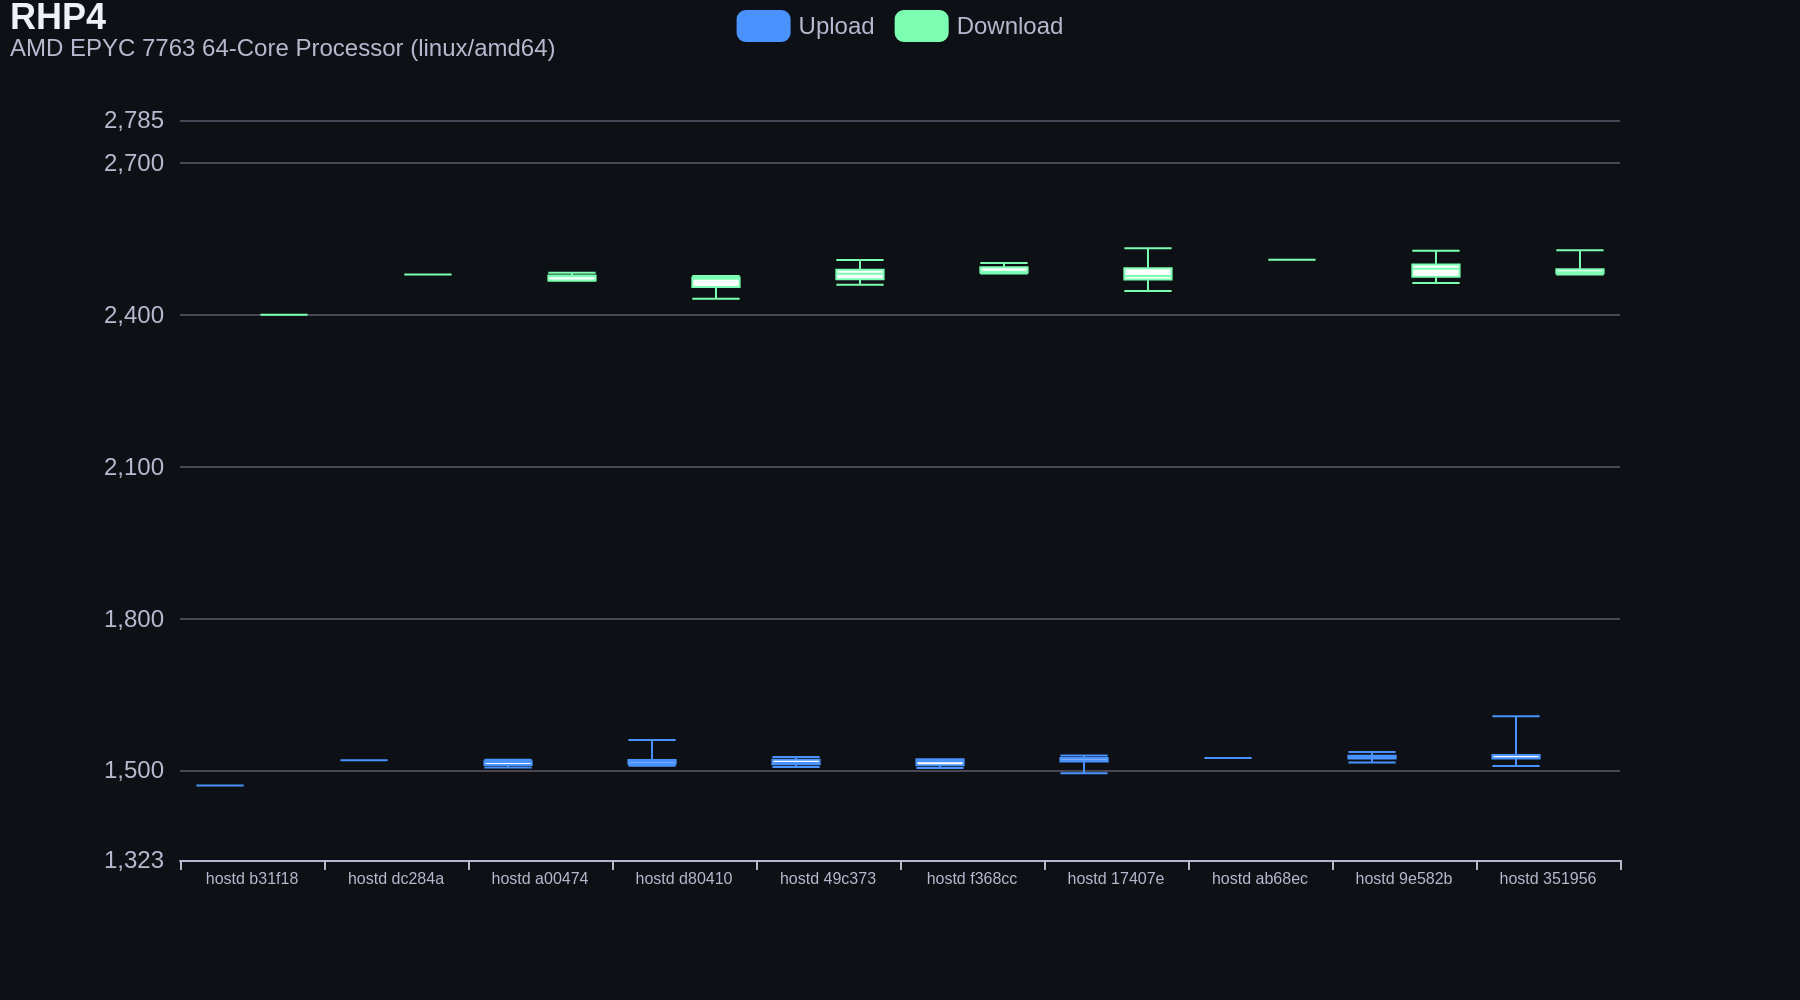 RHP4
AMD EPYC 7763 64-Core Processor (linux/amd64)
Upload
Download
2,785
2,700
2,400
2,100
1,800
1,500
1,323
hostd b31f18
hostd dc284a
hostd a00474
hostd d80410
hostd 49c373
hostd f368cc
hostd 17407e
hostd ab68ec
hostd 9e582b
hostd 351956